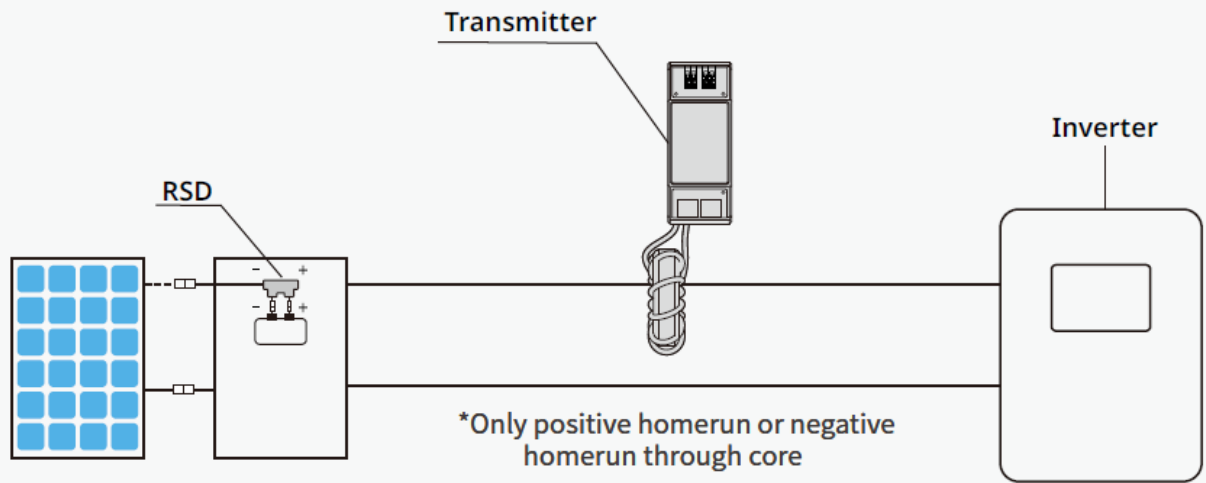 Transmitter
Inverter
RSD
- +
- +
*Only positive homerun or negative
homerun through core